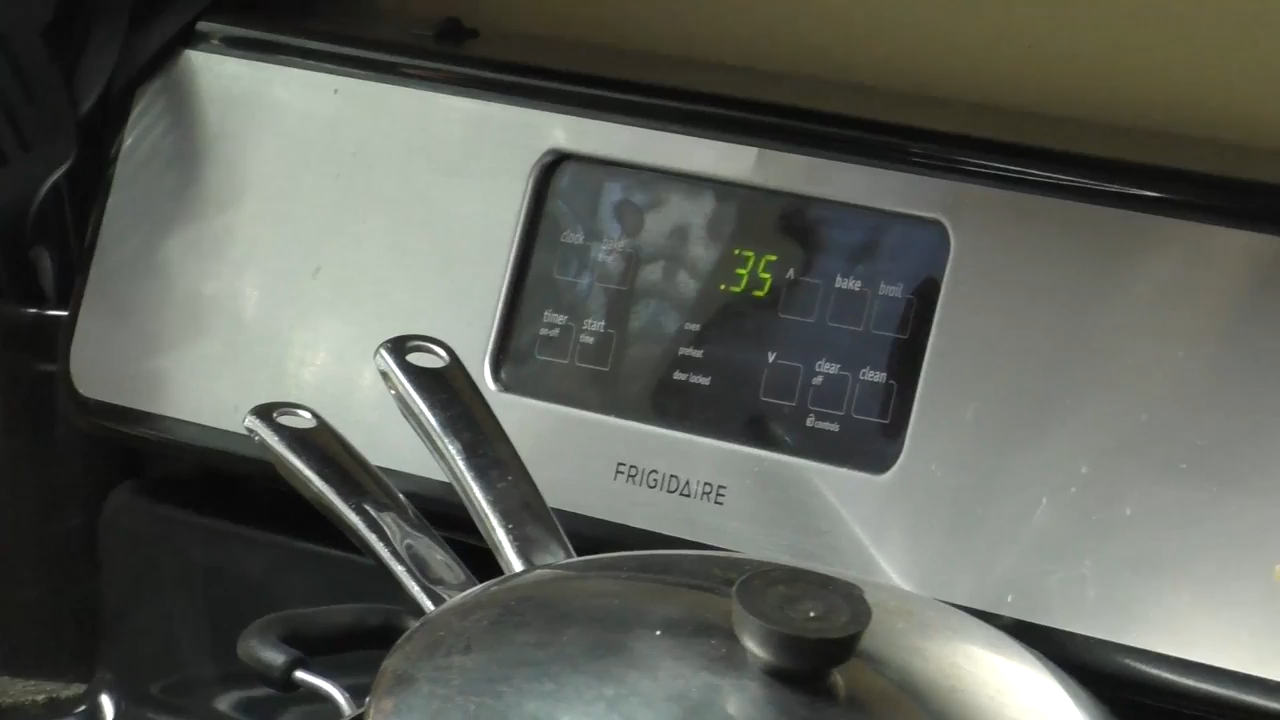 clock bake
time
:35
^ bake broil
timer start
on-off time
oven
preheat
door locked
v clear clean
off
controls
FRIGIDAIRE